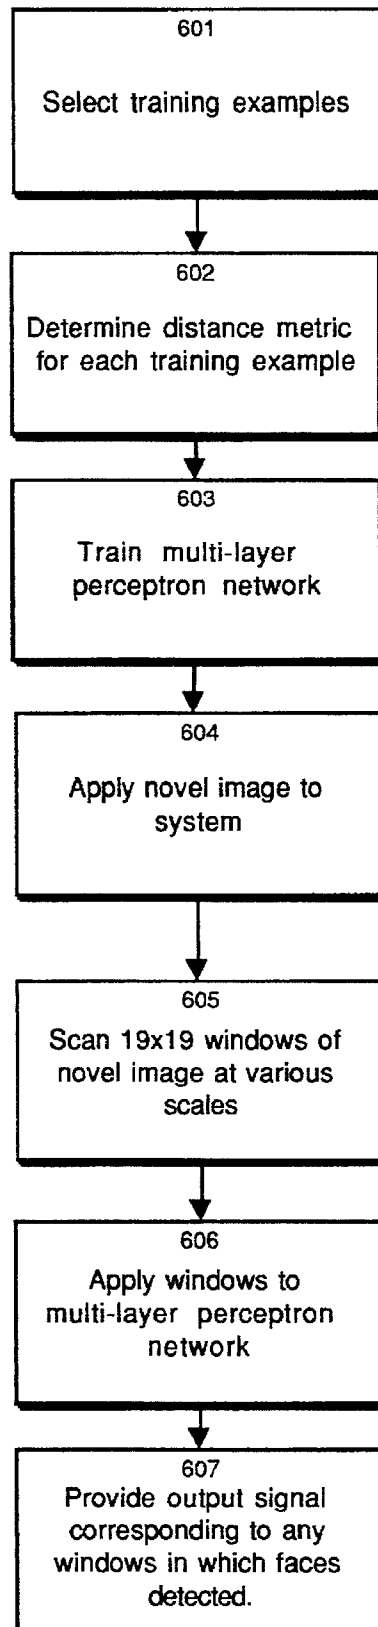 601
Select training examples
602
Determine distance metric
for each training example
603
Train multi-layer
perceptron network
604
Apply novel image to
system
605
Scan 19x19 windows of
novel image at various
scales
606
Apply windows to
multi-layer perceptron
network
607
Provide output signal
corresponding to any
windows in which faces
detected.